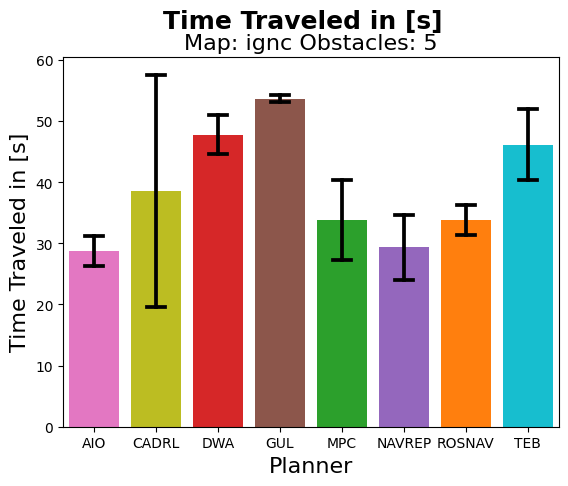 Time Traveled in [s]
Map: ignc Obstacles: 5
Time Traveled in [s]
60
50
40
30
20
10
0
AIO CADRL DWA GUL MPC NAVREP ROSNAV TEB
Planner